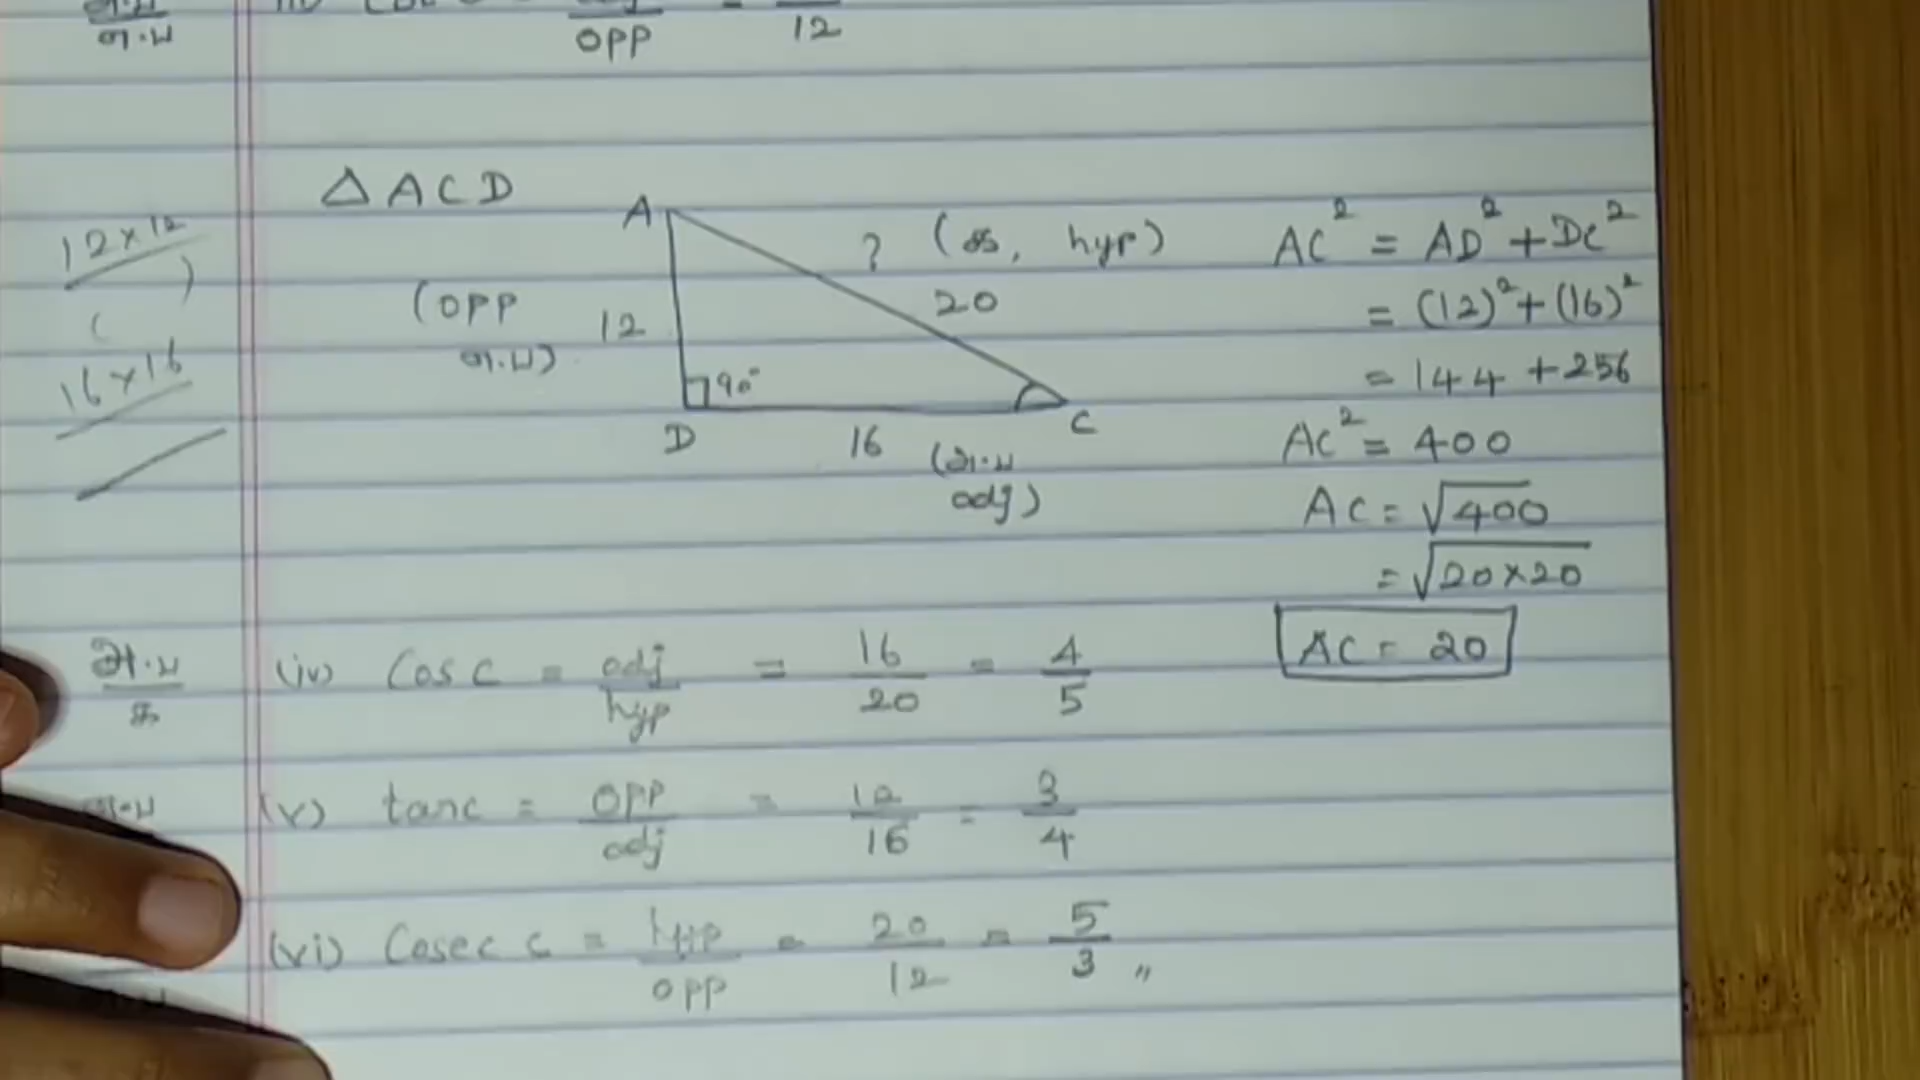 ந.ப opp 12
△ ACD
A
12×12
? (க, hyp)
(opp 12 20
எ.ப)
16×16
90°
D 16 C
(அ.ப
adj)
AC² = AD² + DC²
= (12)² + (16)²
= 144 + 256
AC² = 400
AC = √400
= √20×20
AC = 20
அ.ப/க (iv) Cos C = adj/hyp = 16/20 = 4/5
(v) tanc = opp/adj = 12/16 = 3/4
(vi) Cosec c = hyp/opp = 20/12 = 5/3 "